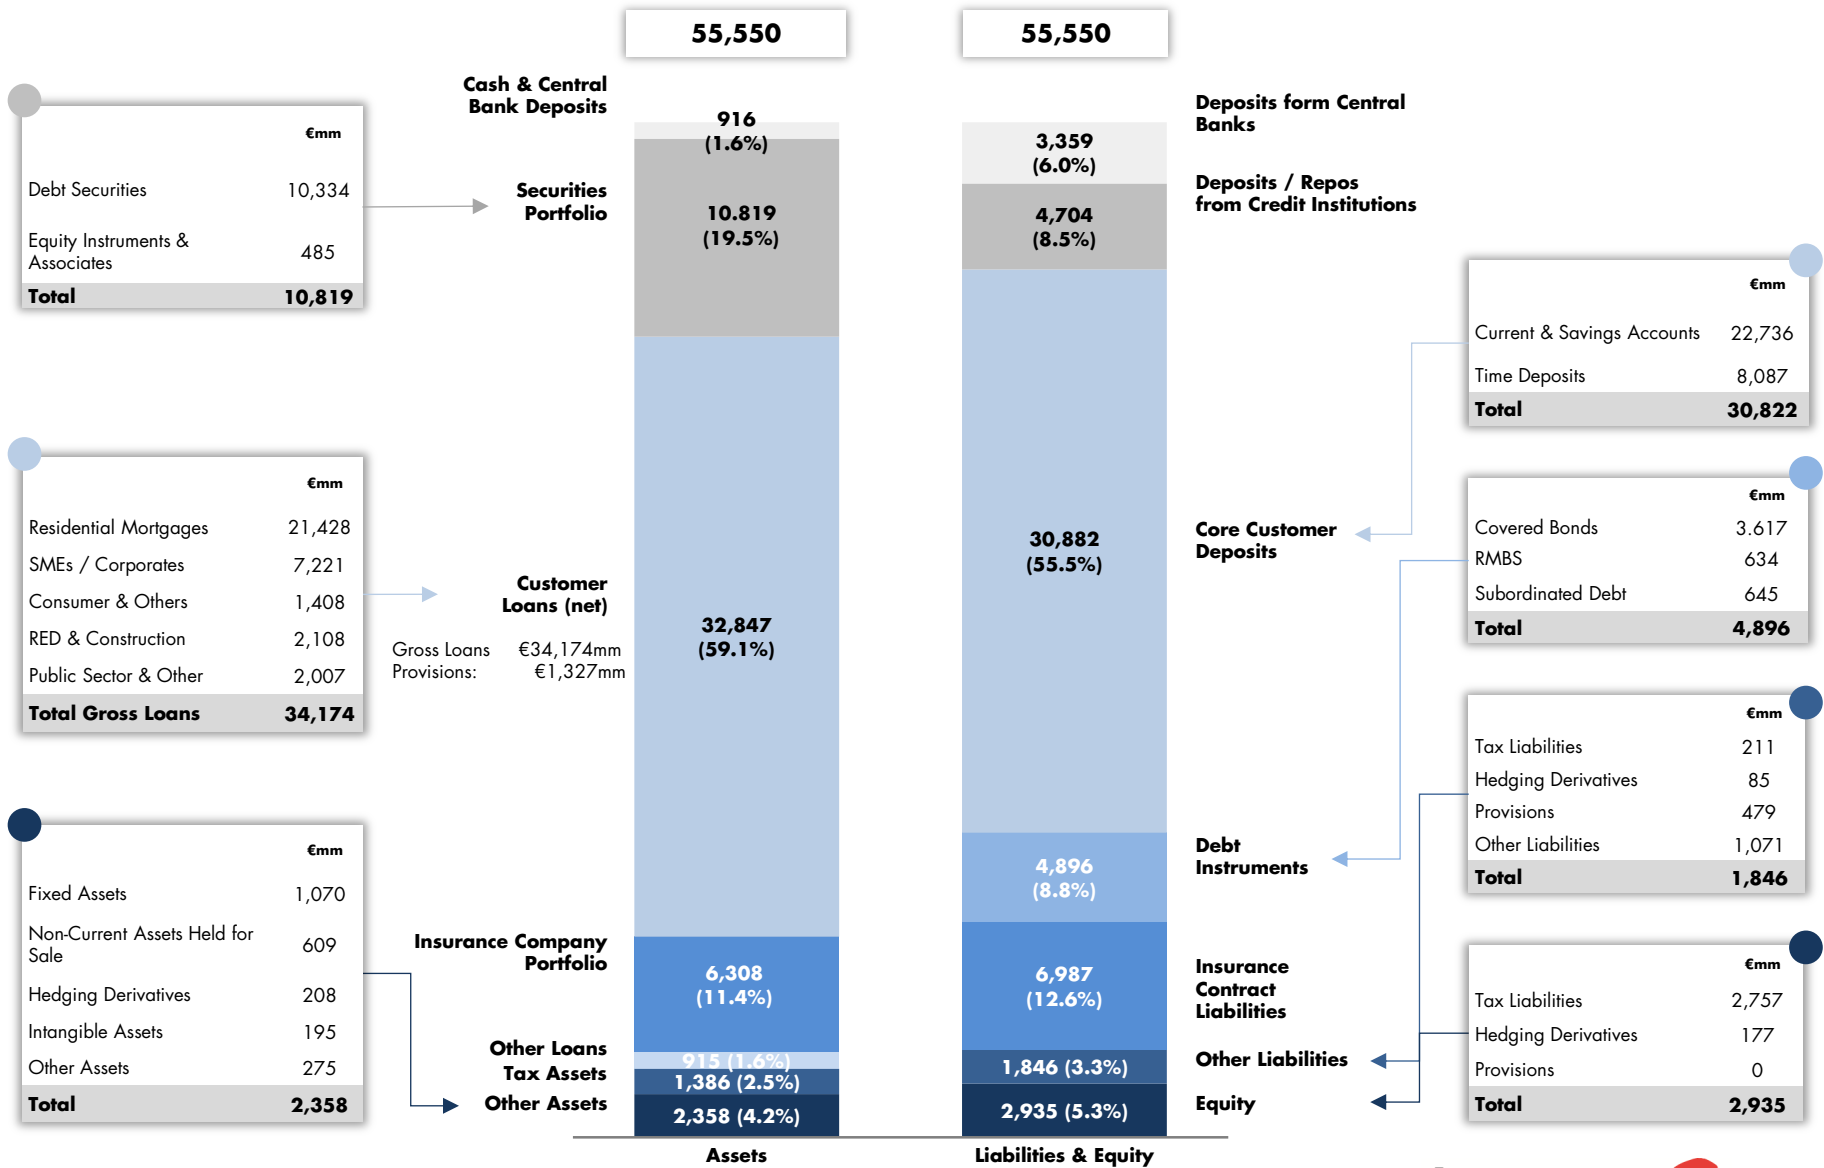 55,550
55,550
Cash & Central
Bank Deposits
916
(1.6%)
Securities
Portfolio
10.819
(19.5%)
Customer
Loans (net)
Gross Loans €34,174mm
Provisions: €1,327mm
32,847
(59.1%)
Insurance Company
Portfolio
6,308
(11.4%)
Other Loans
915 (1.6%)
Tax Assets
1,386 (2.5%)
Other Assets
2,358 (4.2%)
Assets
€mm
Debt Securities 10,334
Equity Instruments &
Associates 485
Total 10,819
€mm
Residential Mortgages 21,428
SMEs / Corporates 7,221
Consumer & Others 1,408
RED & Construction 2,108
Public Sector & Other 2,007
Total Gross Loans 34,174
€mm
Fixed Assets 1,070
Non-Current Assets Held for
Sale 609
Hedging Derivatives 208
Intangible Assets 195
Other Assets 275
Total 2,358
Deposits form Central
Banks
3,359
(6.0%)
Deposits / Repos
from Credit Institutions
4,704
(8.5%)
Core Customer
Deposits
30,882
(55.5%)
Debt
Instruments
4,896
(8.8%)
Insurance
Contract
Liabilities
6,987
(12.6%)
Other Liabilities
1,846 (3.3%)
Equity
2,935 (5.3%)
Liabilities & Equity
€mm
Current & Savings Accounts 22,736
Time Deposits 8,087
Total 30,822
€mm
Covered Bonds 3.617
RMBS 634
Subordinated Debt 645
Total 4,896
€mm
Tax Liabilities 211
Hedging Derivatives 85
Provisions 479
Other Liabilities 1,071
Total 1,846
€mm
Tax Liabilities 2,757
Hedging Derivatives 177
Provisions 0
Total 2,935